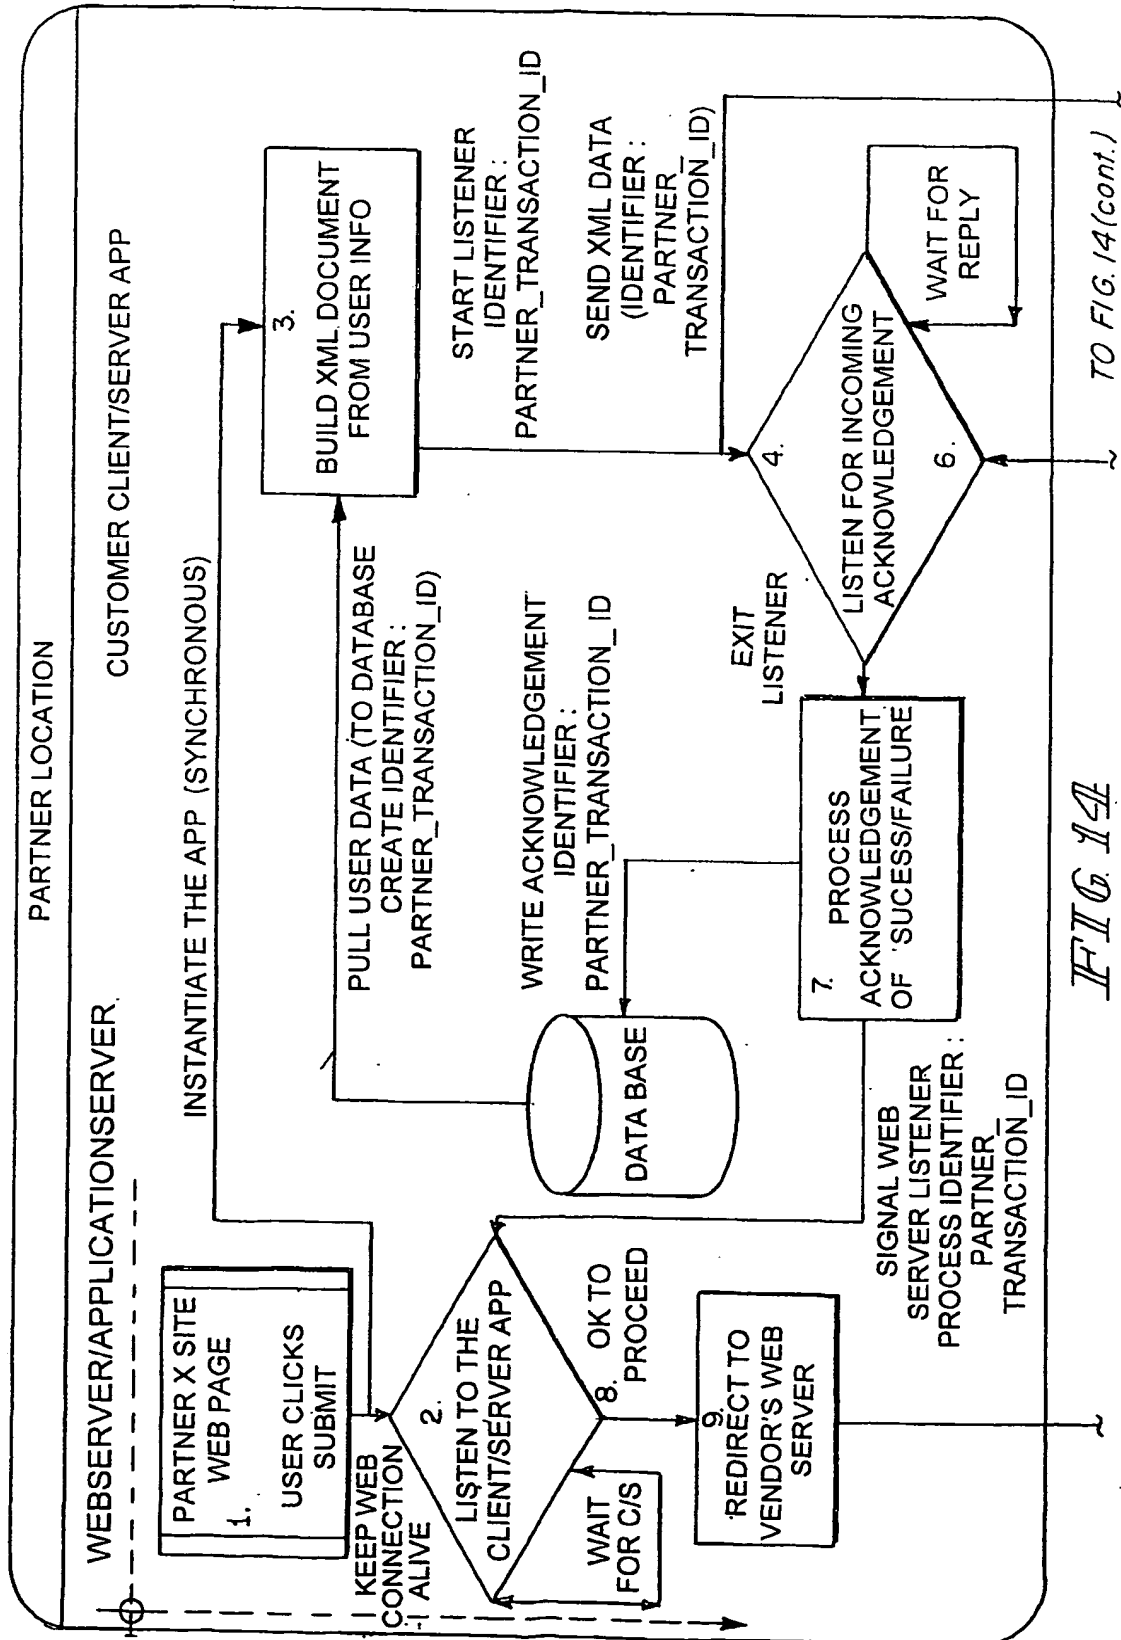 PARTNER LOCATION
WEBSERVER/APPLICATIONSERVER
CUSTOMER CLIENT/SERVER APP
INSTANTIATE THE APP (SYNCHRONOUS)
PARTNER X SITE
WEB PAGE
1.
USER CLICKS
SUBMIT
KEEP WEB
CONNECTION
ALIVE
2.
LISTEN TO THE
CLIENT/SERVER APP
WAIT
FOR C/S
8. OK TO
PROCEED
9.
REDIRECT TO
VENDOR'S WEB
SERVER
PULL USER DATA (TO DATABASE
CREATE IDENTIFIER:
PARTNER_TRANSACTION_ID)
3.
BUILD XML DOCUMENT
FROM USER INFO
START LISTENER
IDENTIFIER:
PARTNER_TRANSACTION_ID
SEND XML DATA
(IDENTIFIER:
PARTNER_
TRANSACTION_ID)
DATA BASE
WRITE ACKNOWLEDGEMENT
IDENTIFIER:
PARTNER_TRANSACTION_ID
EXIT
LISTENER
4.
LISTEN FOR INCOMING
ACKNOWLEDGEMENT
6.
WAIT FOR
REPLY
PROCESS
7. ACKNOWLEDGEMENT
OF 'SUCESS/FAILURE
SIGNAL WEB
SERVER LISTENER
PROCESS IDENTIFIER:
PARTNER_
TRANSACTION_ID
FIG. 14
TO FIG. 14 (cont.)